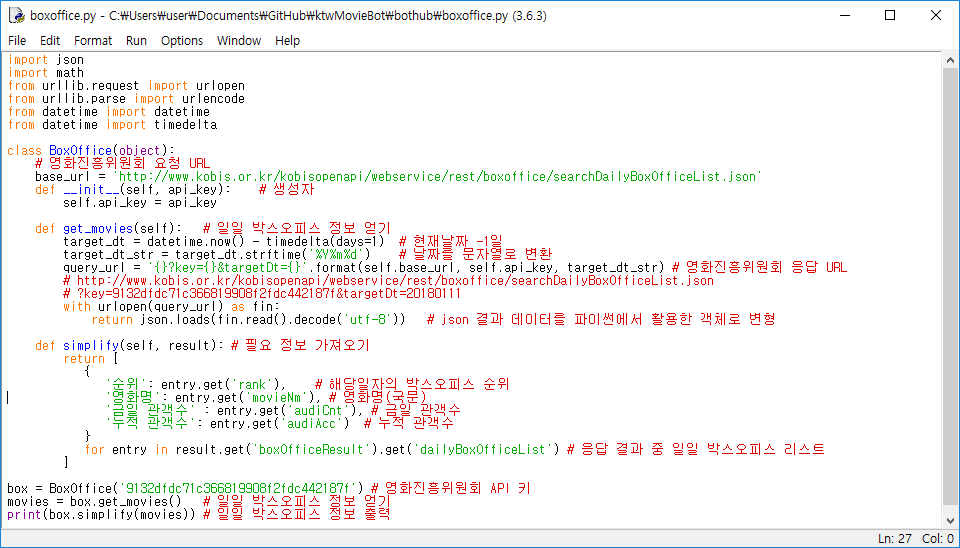 boxoffice.py - C:₩Users₩user₩Documents₩GitHub₩ktwMovieBot₩bothub₩boxoffice.py (3.6.3)
File Edit Format Run Options Window Help
import json
import math
from urllib.request import urlopen
from urllib.parse import urlencode
from datetime import datetime
from datetime import timedelta
class BoxOffice(object):
    # 영화진흥위원회 요청 URL
    base_url = 'http://www.kobis.or.kr/kobisopenapi/webservice/rest/boxoffice/searchDailyBoxOfficeList.json'
    def __init__(self, api_key):    # 생성자
        self.api_key = api_key
    def get_movies(self):   # 일일 박스오피스 정보 얻기
        target_dt = datetime.now() - timedelta(days=1)  # 현재날짜 -1일
        target_dt_str = target_dt.strftime('%Y%m%d')    # 날짜를 문자열로 변환
        query_url = '{}?key={}&targetDt={}'.format(self.base_url, self.api_key, target_dt_str) # 영화진흥위원회 응답 URL
        # http://www.kobis.or.kr/kobisopenapi/webservice/rest/boxoffice/searchDailyBoxOfficeList.json
        # ?key=9132dfdc71c366819908f2fdc442187f&targetDt=20180111
        with urlopen(query_url) as fin:
            return json.loads(fin.read().decode('utf-8'))   # json 결과 데이터를 파이썬에서 활용한 객체로 변형
    def simplify(self, result): # 필요 정보 가져오기
        return [
           {
              '순위': entry.get('rank'),    # 해당일자의 박스오피스 순위
              '영화명': entry.get('movieNm'), # 영화명(국문)
              '금일 관객수' : entry.get('audiCnt'), # 금일 관객수
              '누적 관객수': entry.get('audiAcc')  # 누적 관객수
           }
           for entry in result.get('boxOfficeResult').get('dailyBoxOfficeList') # 응답 결과 중 일일 박스오피스 리스트
        ]
box = BoxOffice('9132dfdc71c366819908f2fdc442187f') # 영화진흥위원회 API 키
movies = box.get_movies()   # 일일 박스오피스 정보 얻기
print(box.simplify(movies)) # 일일 박스오피스 정보 출력
Ln: 27 Col: 0